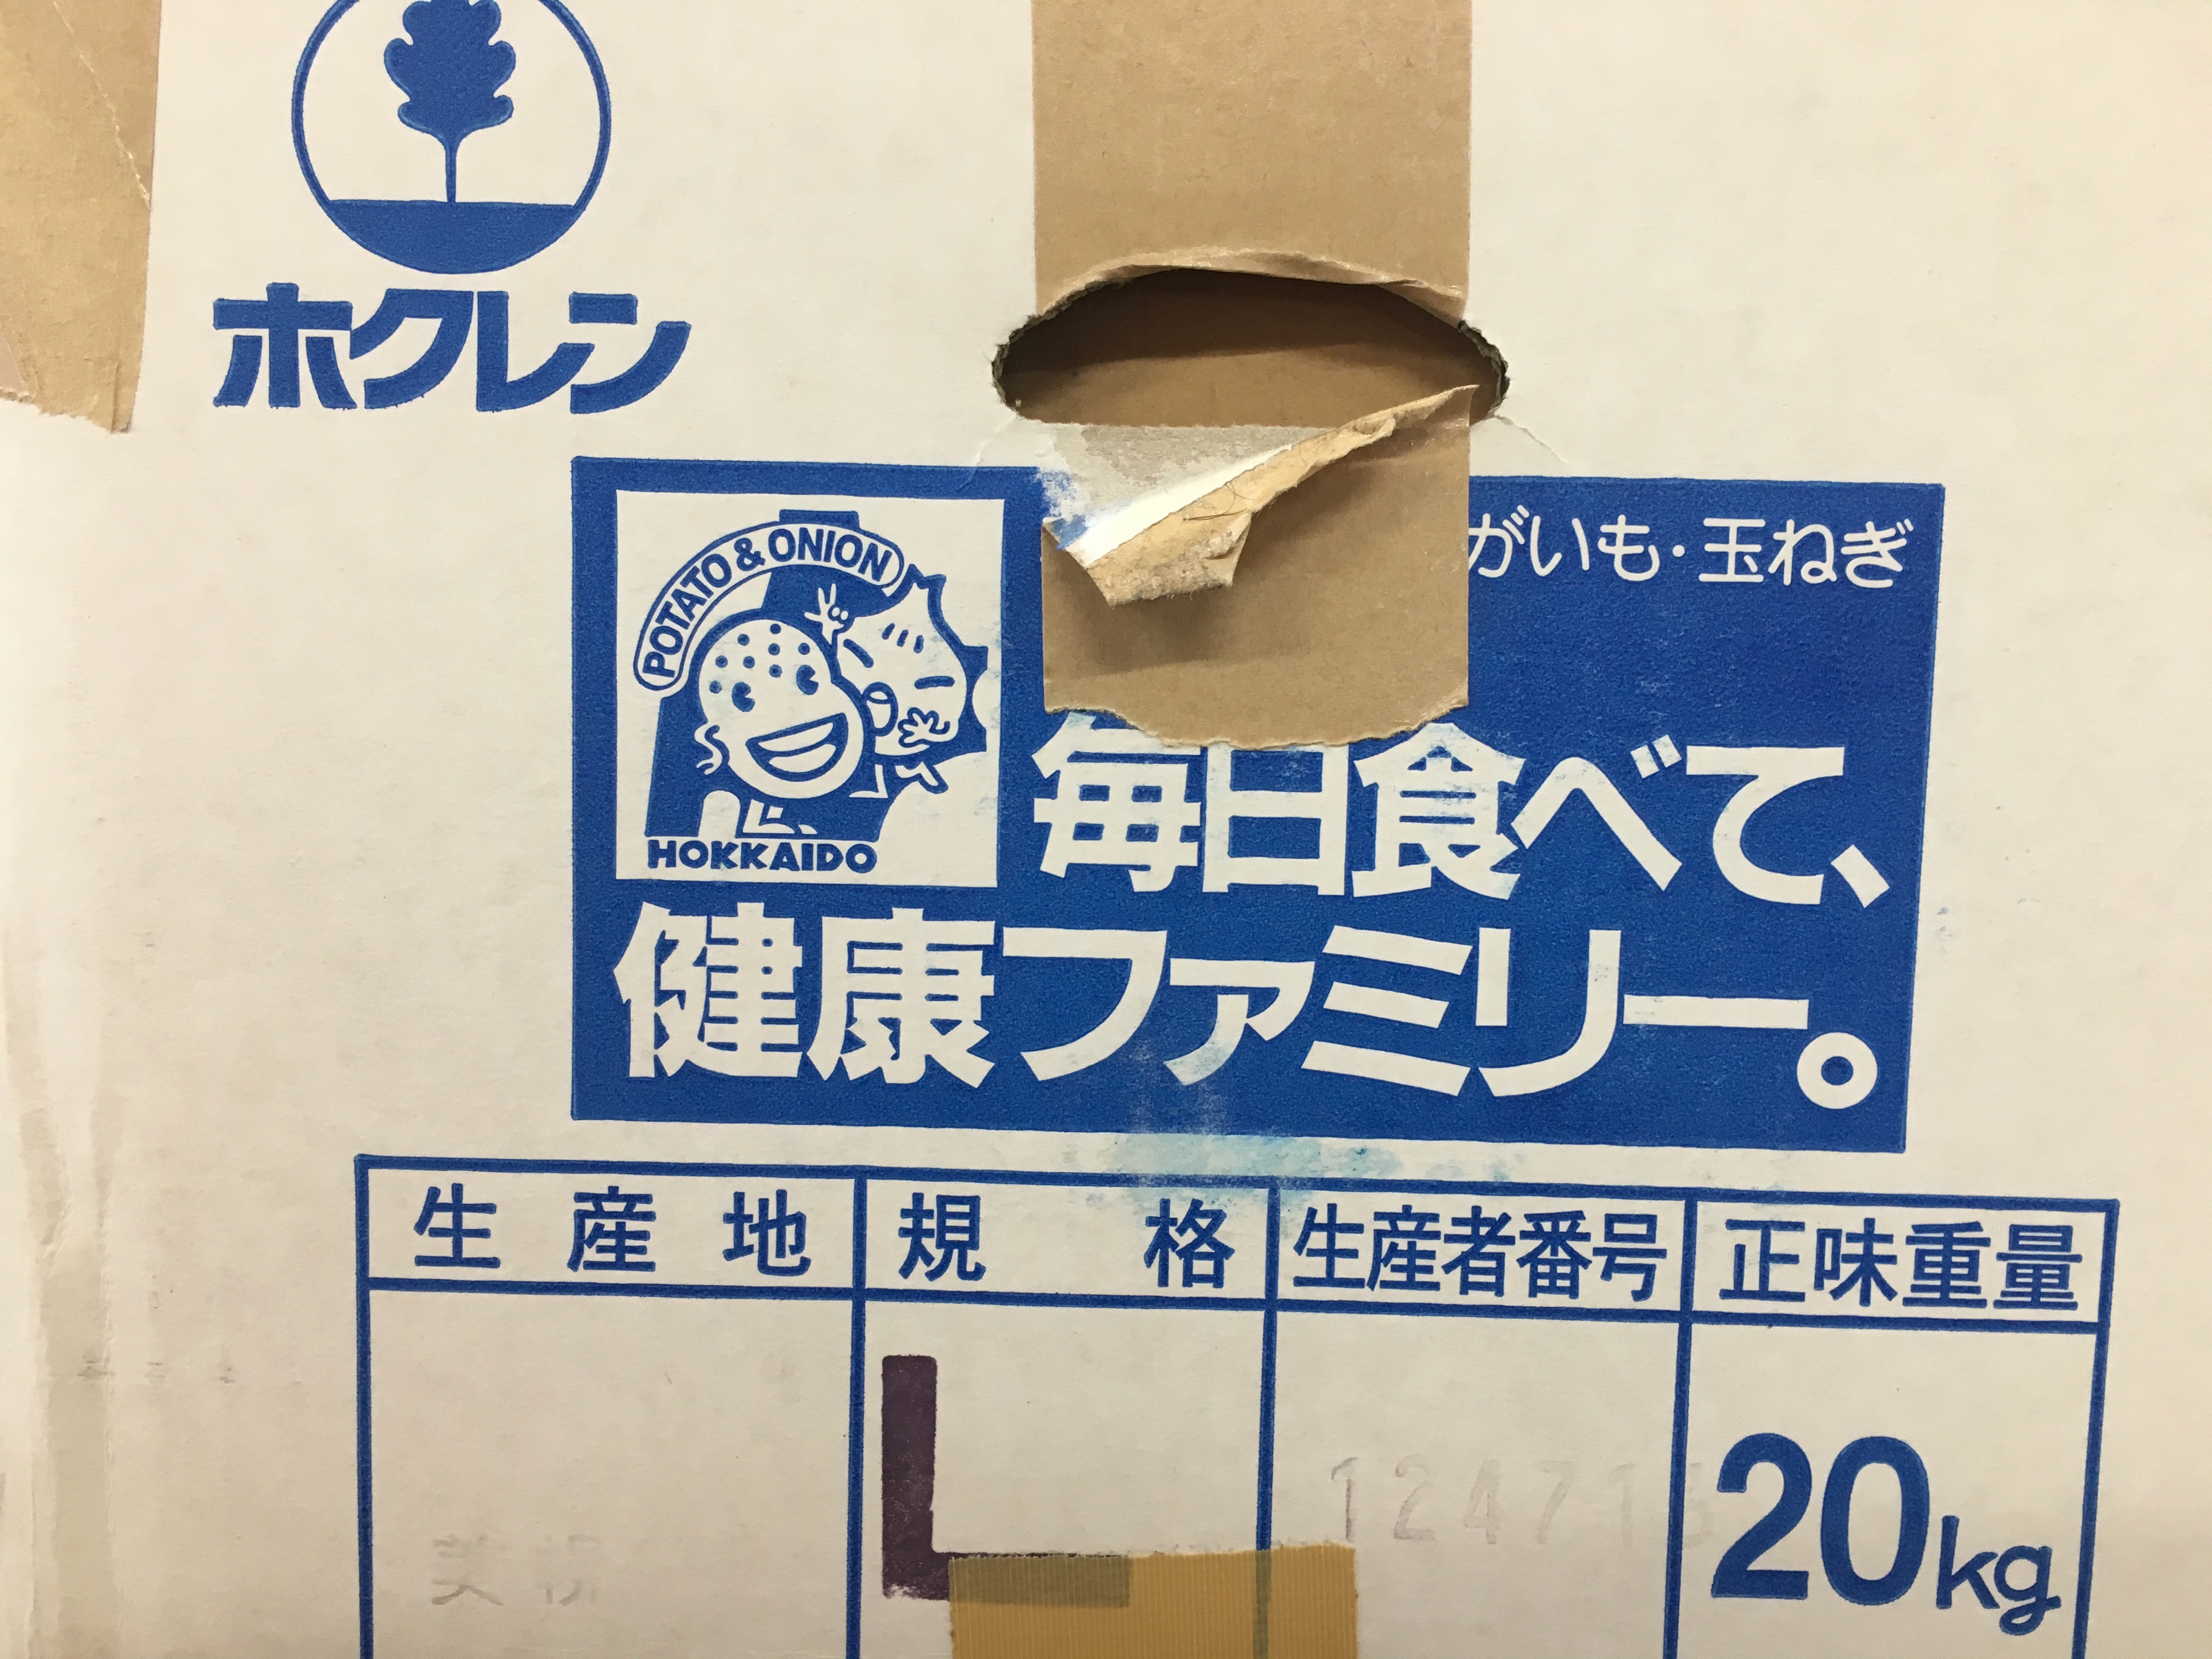 ホクレン
POTATO & ONION
がいも・玉ねぎ
HOKKAIDO
毎日食べて、
健康ファミリー。
生産地 規格 生産者番号 正味重量
L 124715 20kg